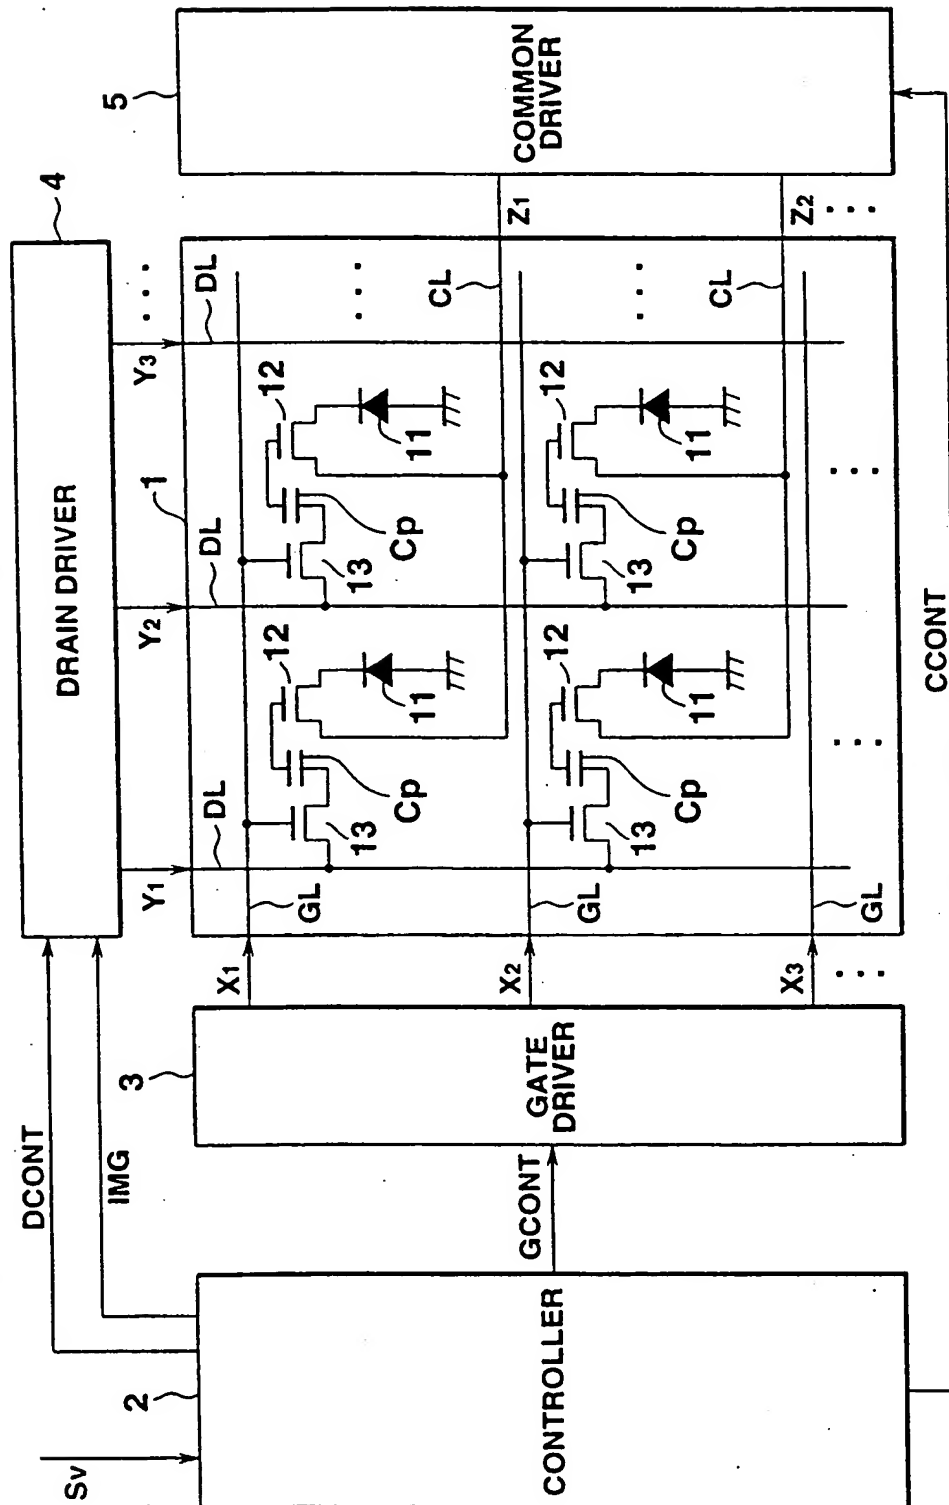 Sv
2
CONTROLLER
DCONT
IMG
GCONT
CCONT
3
GATE
DRIVER
X1
X2
X3
...
DRAIN DRIVER
4
Y1
Y2
Y3
...
1
DL
DL
DL
GL
GL
GL
13
Cp
12
11
13
Cp
12
11
...
13
Cp
12
11
13
Cp
12
11
...
...
...
CL
CL
Z1
Z2
...
5
COMMON
DRIVER